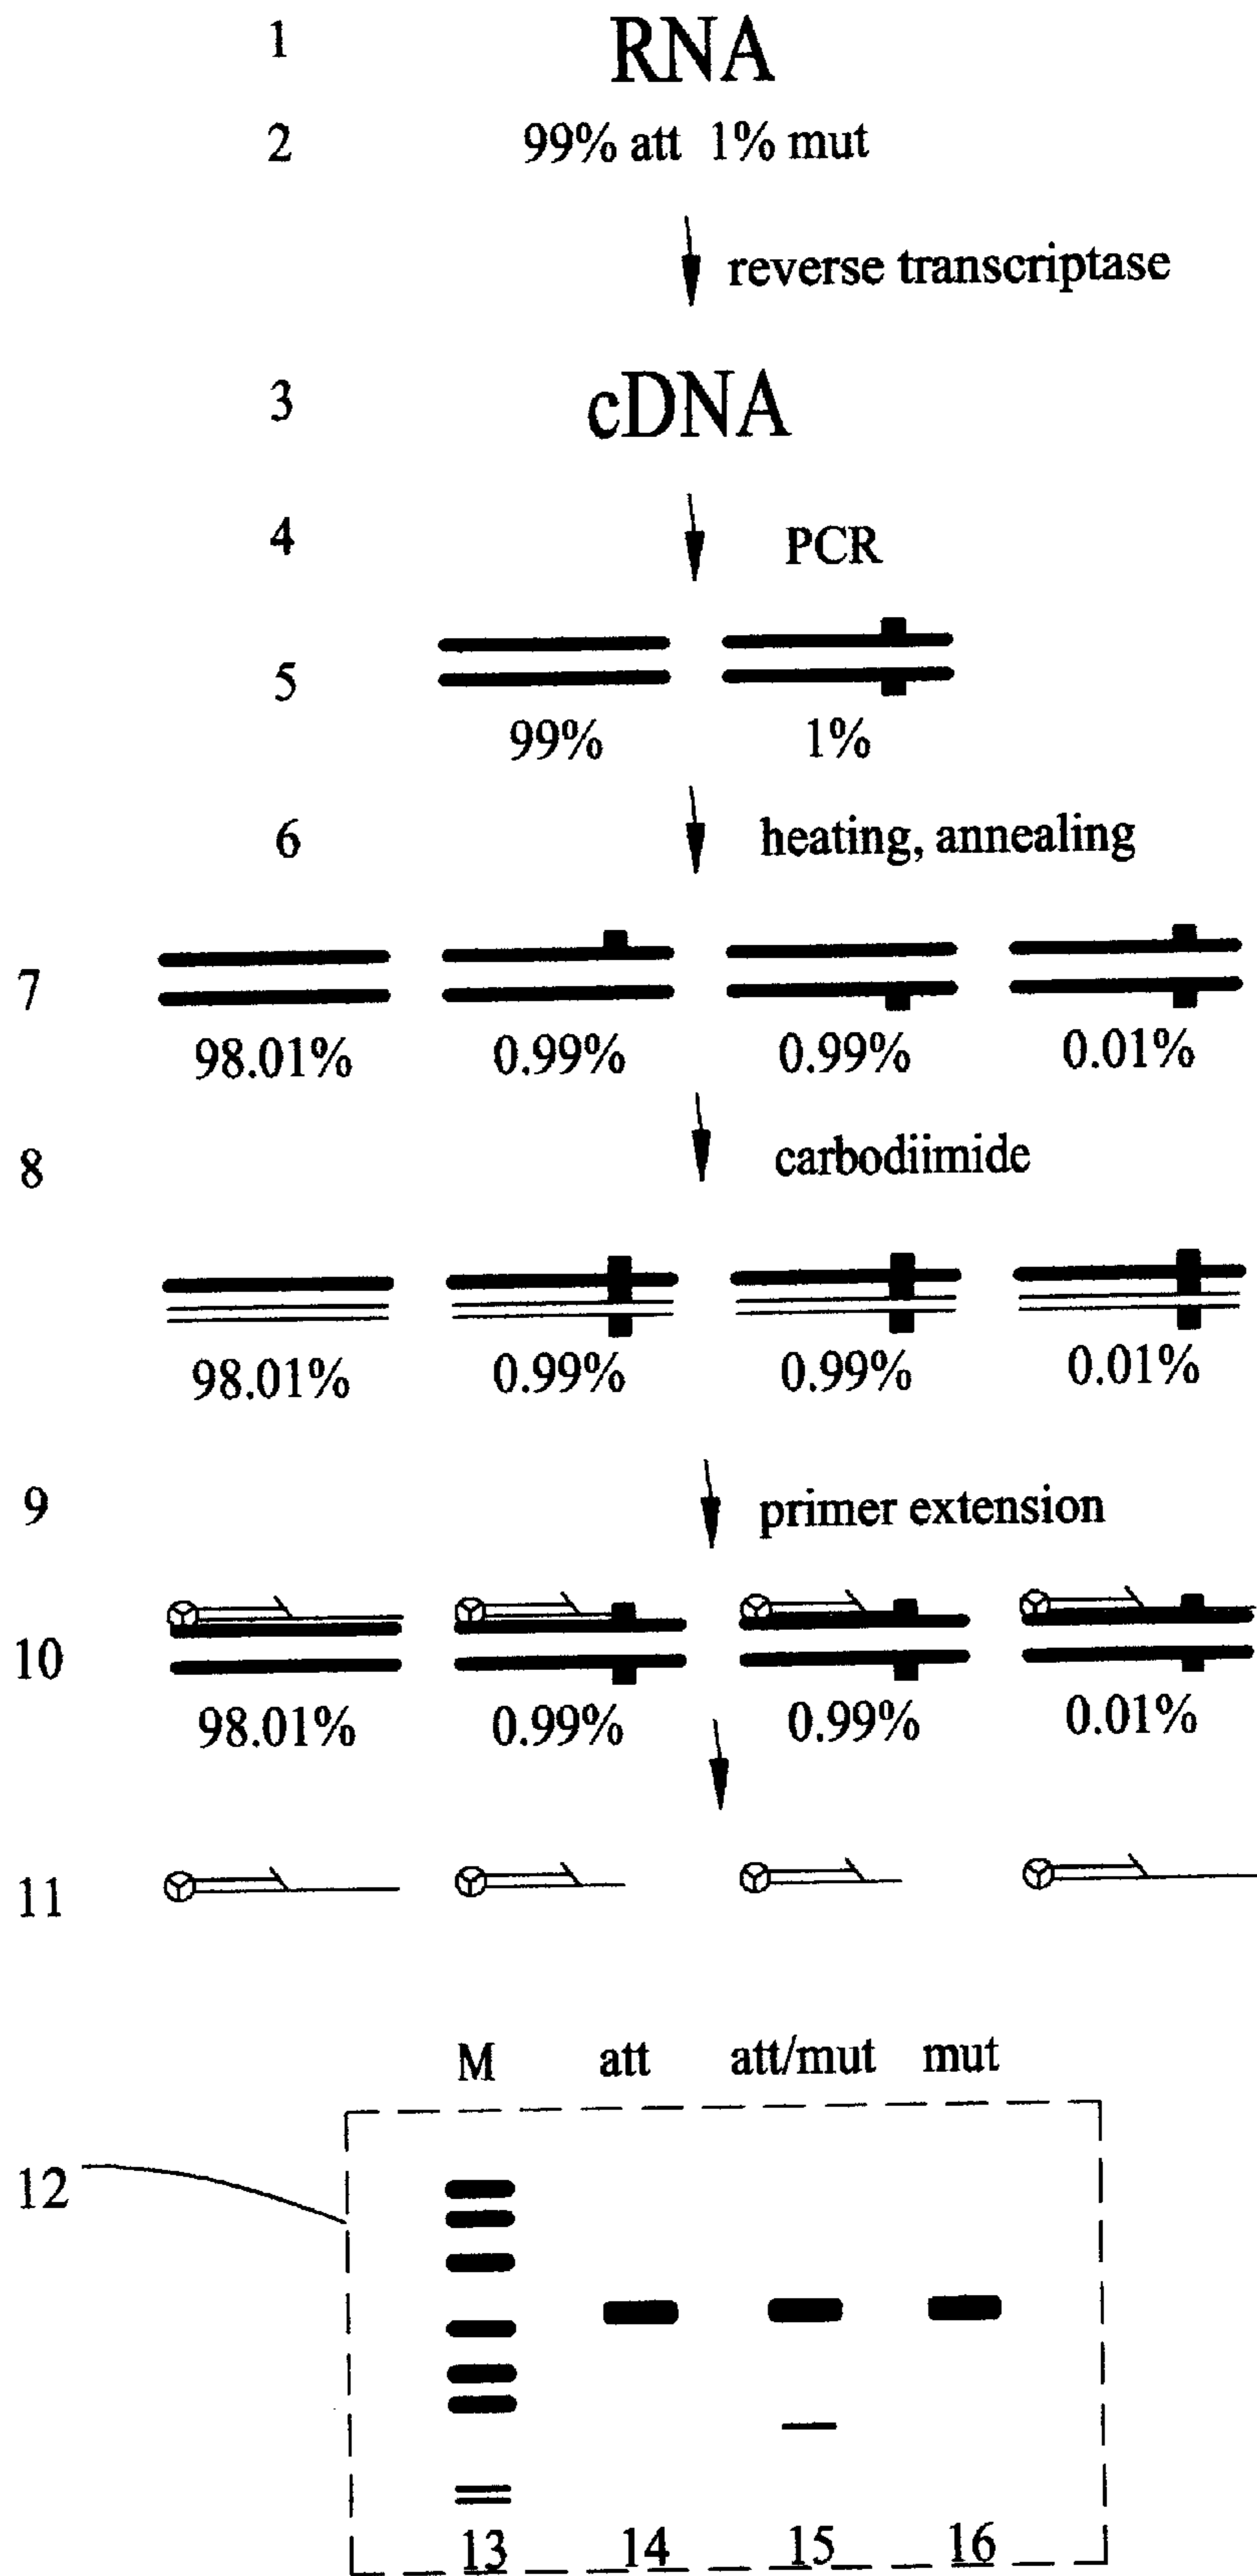 1 RNA
2 99% att 1% mut
reverse transcriptase
3 cDNA
4 PCR
5
99% 1%
6 heating, annealing
7
98.01% 0.99% 0.99% 0.01%
8 carbodiimide
98.01% 0.99% 0.99% 0.01%
9 primer extension
10
98.01% 0.99% 0.99% 0.01%
11
M att att/mut mut
12
13 14 15 16